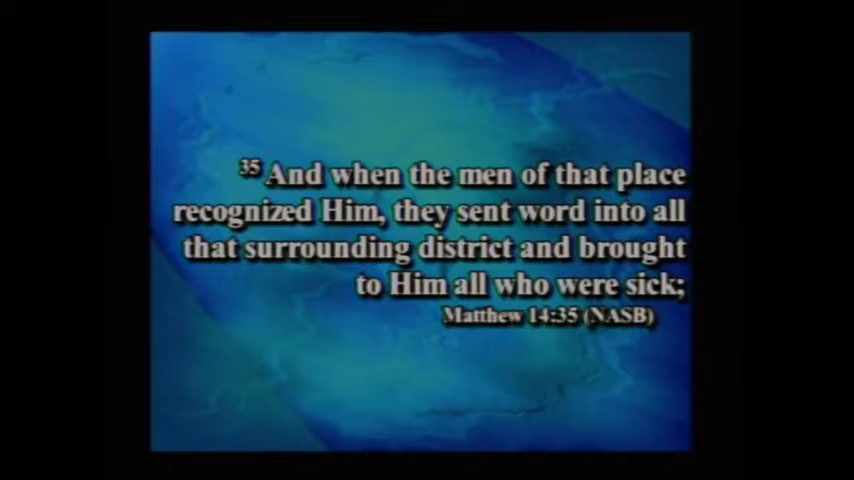 35 And when the men of that place
recognized Him, they sent word into all
that surrounding district and brought
to Him all who were sick;
Matthew 14:35 (NASB)